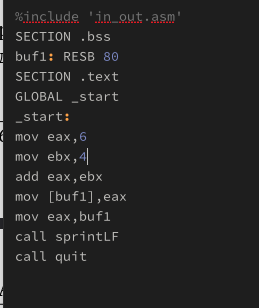 %include 'in_out.asm'
SECTION .bss
buf1: RESB 80
SECTION .text
GLOBAL _start
_start:
mov eax,6
mov ebx,4
add eax,ebx
mov [buf1],eax
mov eax,buf1
call sprintLF
call quit